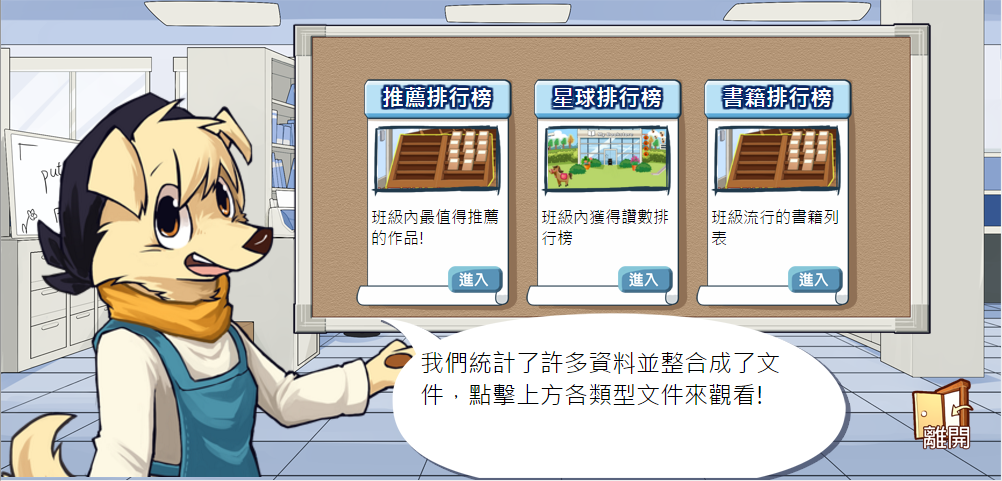 推薦排行榜
班級內最值得推薦
的作品!
進入
星球排行榜
班級內獲得讚數排
行榜
進入
書籍排行榜
班級流行的書籍列
表
進入
put
我們統計了許多資料並整合成了文
件，點擊上方各類型文件來觀看!
離開